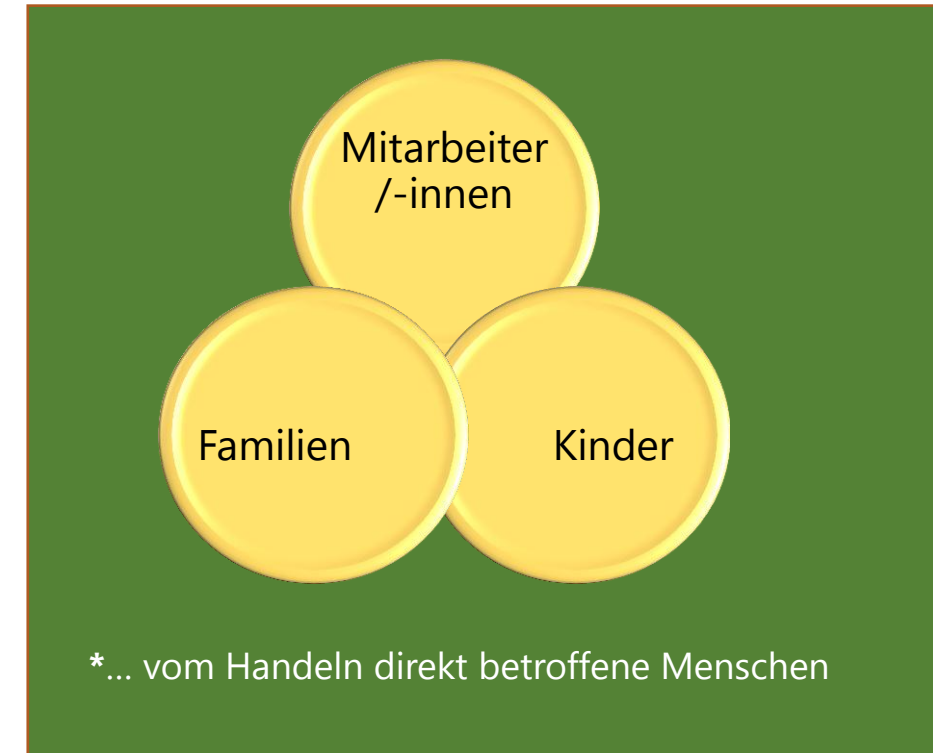 Mitarbeiter
/-innen
Familien
Kinder
*... vom Handeln direkt betroffene Menschen